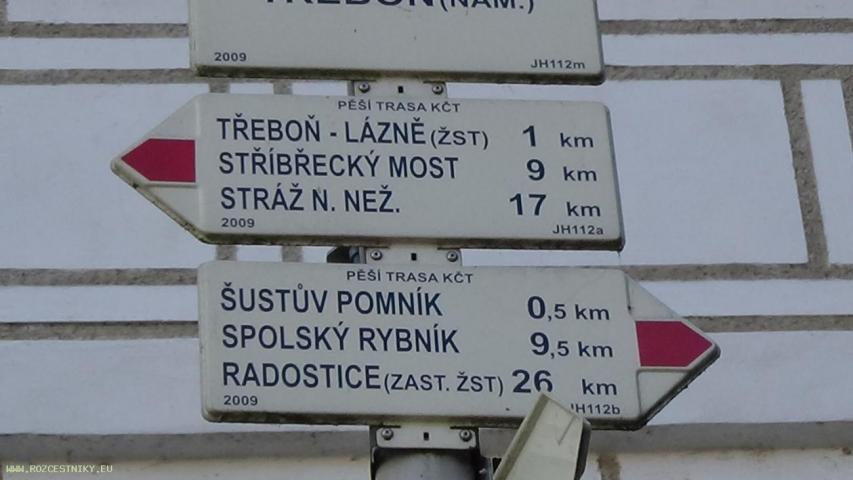 TŘEBOŇ(NÁM.)
2009 JH112m
PĚŠÍ TRASA KČT
TŘEBOŇ - LÁZNĚ(ŽST) 1 km
STŘÍBŘECKÝ MOST 9 km
STRÁŽ N. NEŽ. 17 km
2009 JH112a
PĚŠÍ TRASA KČT
ŠUSTŮV POMNÍK 0,5 km
SPOLSKÝ RYBNÍK 9,5 km
RADOSTICE(ZAST. ŽST) 26 km
2009 JH112b
WWW.ROZCESTNIKY.EU